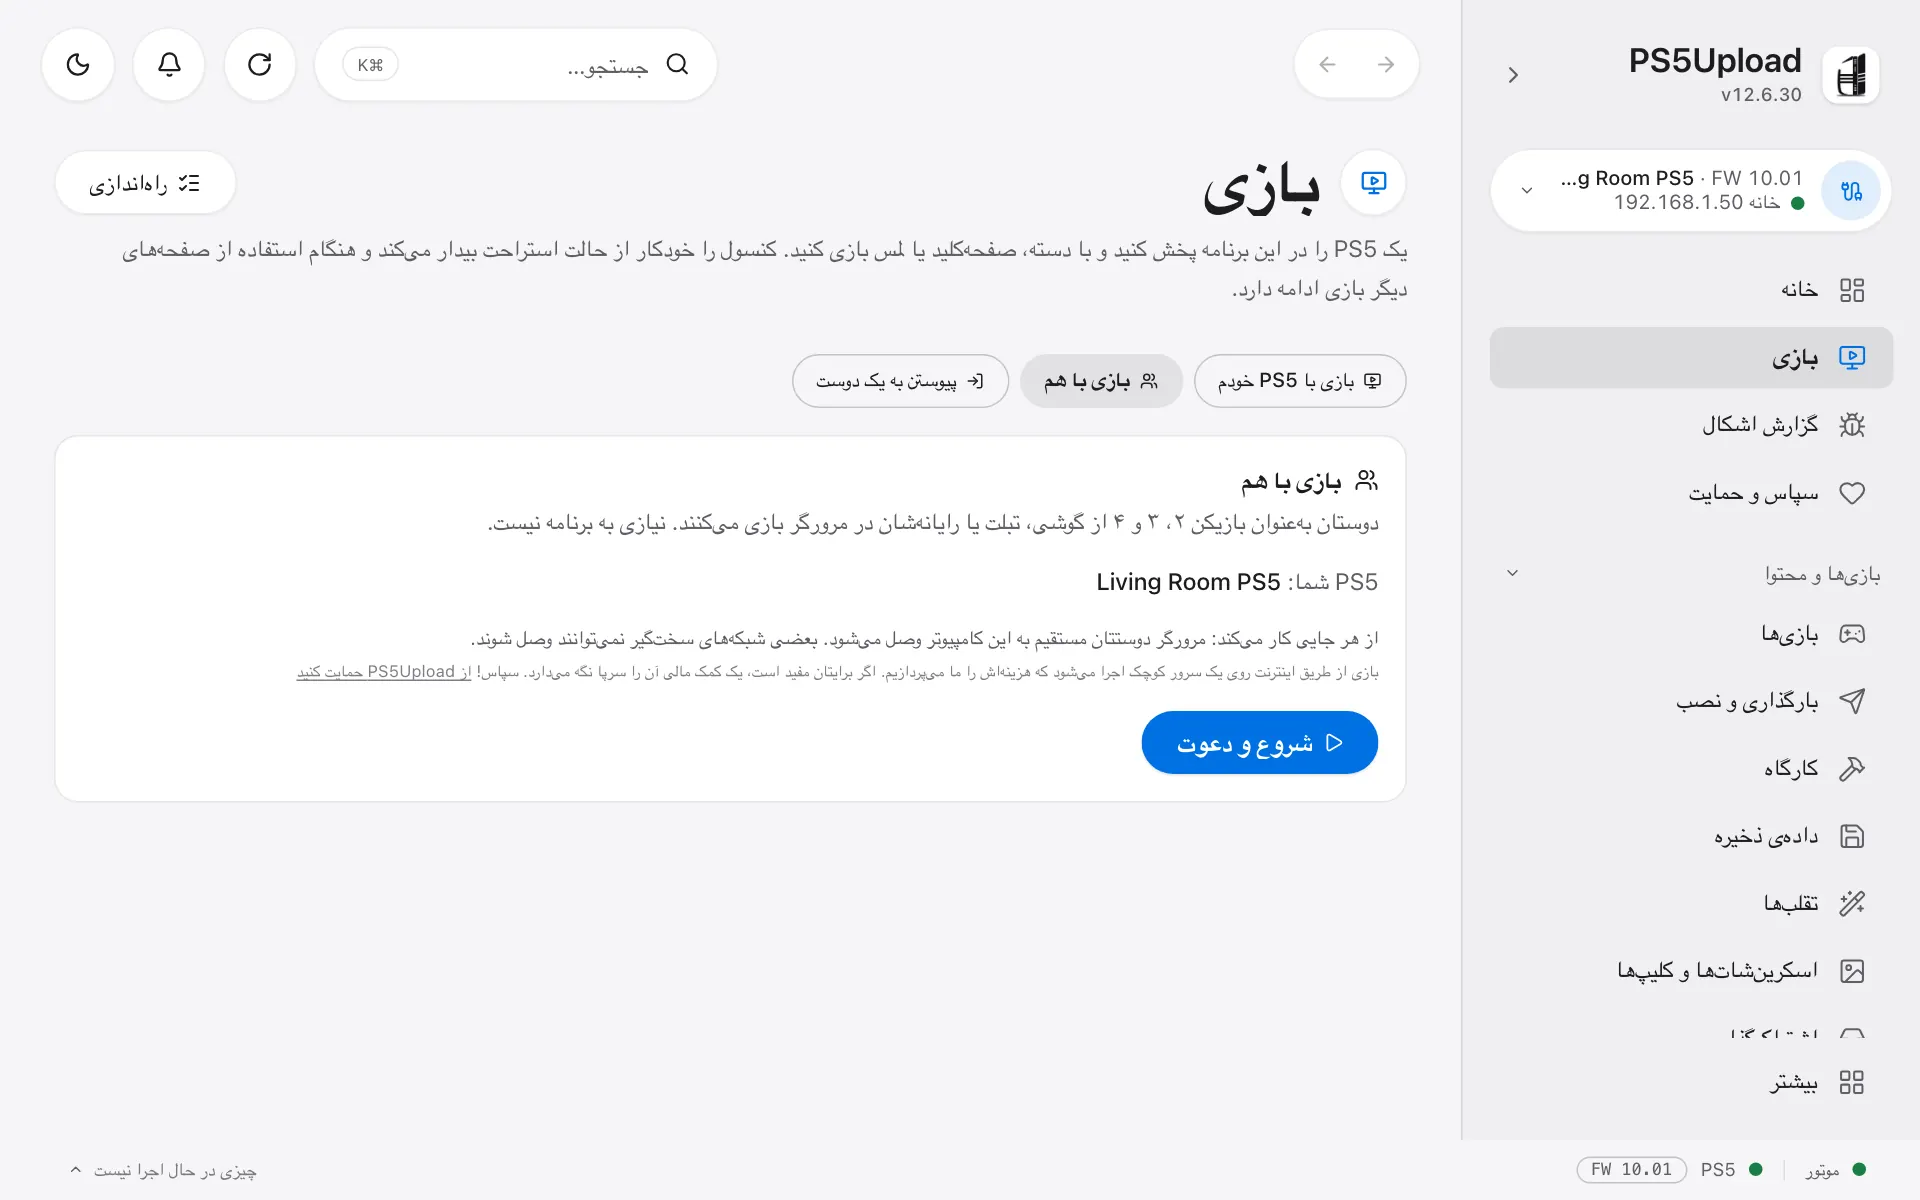 PS5Upload
v12.6.30
...g Room PS5 · FW 10.01
خانه 192.168.1.50
خانه
بازی
گزارش اشکال
سپاس و حمایت
بازی‌ها و محتوا
بازی‌ها
بارگذاری و نصب
کارگاه
داده‌ی ذخیره
تقلب‌ها
اسکرین‌شات‌ها و کلیپ‌ها
بیشتر
جستجو...
K⌘
بازی
راه‌اندازی
یک PS5 را در این برنامه پخش کنید و با دسته، صفحه‌کلید یا لمس بازی کنید. کنسول را خودکار از حالت استراحت بیدار می‌کند و هنگام استفاده از صفحه‌های
دیگر بازی ادامه دارد.
بازی با PS5 خودم
بازی با هم
پیوستن به یک دوست
بازی با هم
دوستان به‌عنوان بازیکن ۲، ۳ و ۴ از گوشی، تبلت یا رایانه‌شان در مرورگر بازی می‌کنند. نیازی به برنامه نیست.
PS5 شما: Living Room PS5
از هر جایی کار می‌کند: مرورگر دوستتان مستقیم به این کامپیوتر وصل می‌شود. بعضی شبکه‌های سخت‌گیر نمی‌توانند وصل شوند.
بازی از طریق اینترنت روی یک سرور کوچک اجرا می‌شود که هزینه‌اش را ما می‌پردازیم. اگر برایتان مفید است، یک کمک مالی آن را سرپا نگه می‌دارد. سپاس! از PS5Upload حمایت کنید
شروع و دعوت
موتور
PS5
FW 10.01
چیزی در حال اجرا نیست